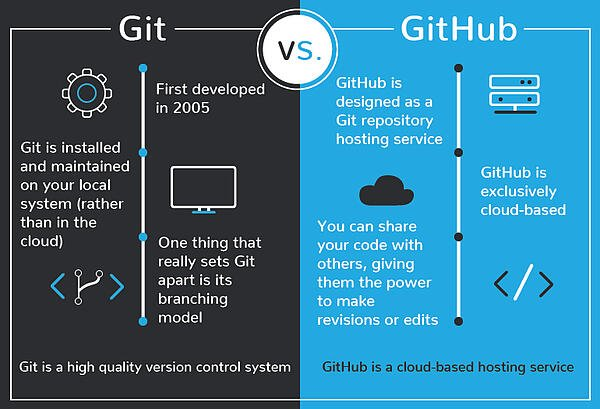 Git
vs.
GitHub
First developed
in 2005
Git is installed
and maintained
on your local
system (rather
than in the
cloud)
One thing that
really sets Git
apart is its
branching
model
Git is a high quality version control system
GitHub is
designed as a
Git repository
hosting service
GitHub is
exclusively
cloud-based
You can share
your code with
others, giving
them the power
to make
revisions or edits
GitHub is a cloud-based hosting service